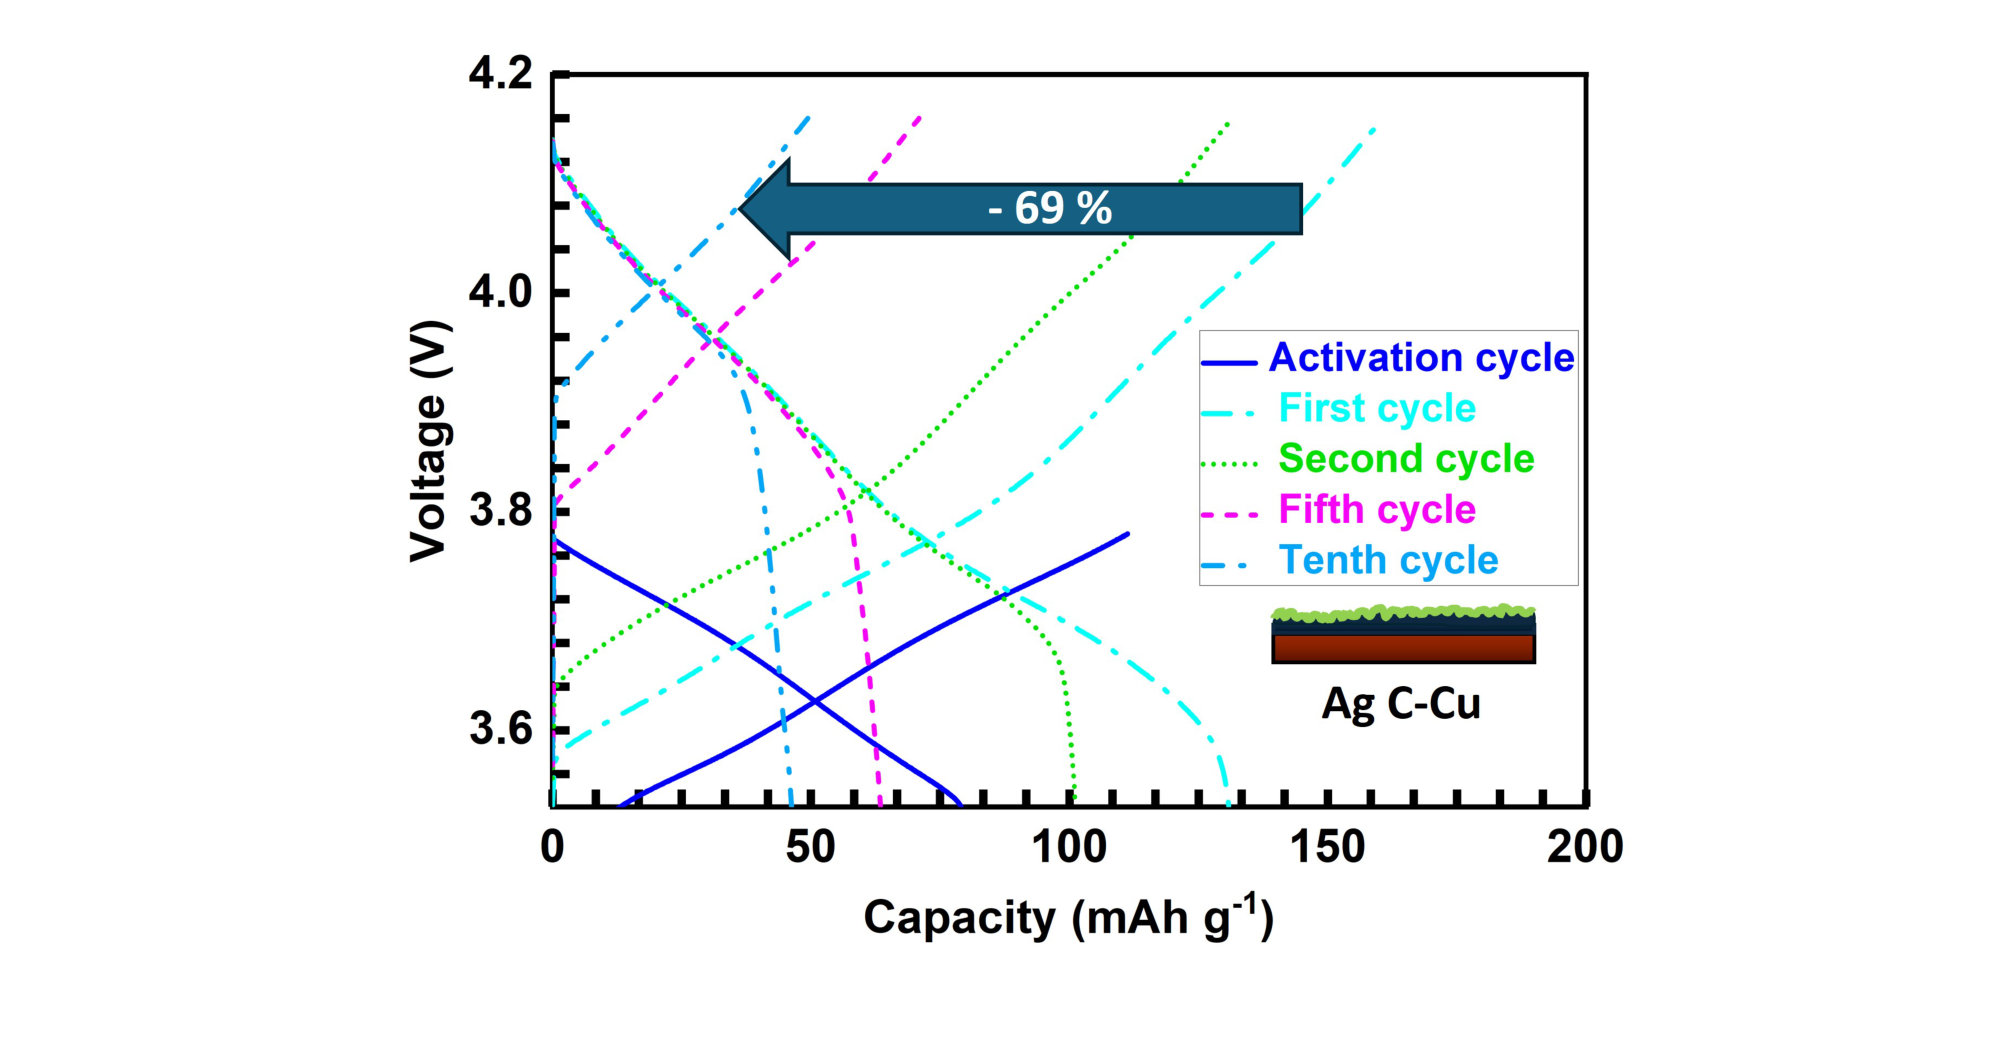 4.2
4.0
3.8
3.6
Voltage (V)
- 69 %
Activation cycle
First cycle
Second cycle
Fifth cycle
Tenth cycle
Ag C-Cu
0 50 100 150 200
Capacity (mAh g⁻¹)